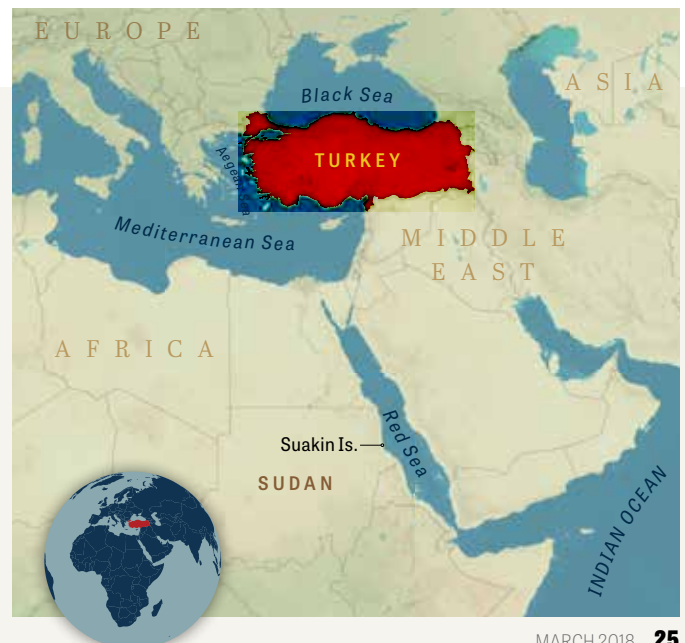 EUROPE
ASIA
Black Sea
TURKEY
Aegean
Mediterranean Sea
MIDDLE
EAST
AFRICA
Red Sea
Suakin Is.
SUDAN
INDIAN OCEAN
MARCH 2018 25